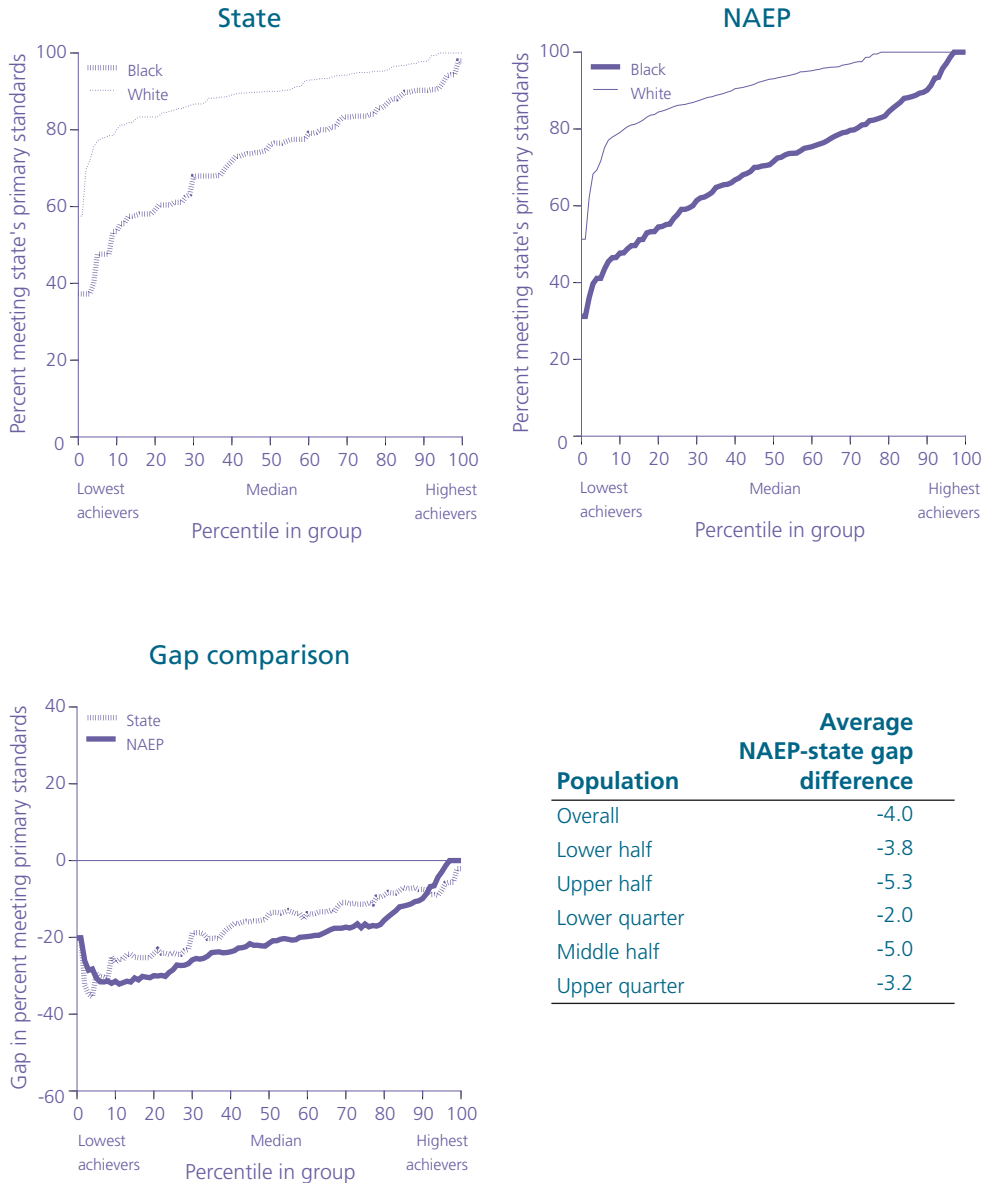 State
Percent meeting state's primary standards
100
80
60
40
20
0
Black
White
0 10 20 30 40 50 60 70 80 90 100
Lowest achievers Median Highest achievers
Percentile in group
NAEP
Percent meeting state's primary standards
100
80
60
40
20
0
Black
White
0 10 20 30 40 50 60 70 80 90 100
Lowest achievers Median Highest achievers
Percentile in group
Gap comparison
Gap in percent meeting primary standards
40
20
0
-20
-40
-60
State
NAEP
0 10 20 30 40 50 60 70 80 90 100
Lowest achievers Median Highest achievers
Percentile in group
Average
NAEP-state gap
Population difference
Overall -4.0
Lower half -3.8
Upper half -5.3
Lower quarter -2.0
Middle half -5.0
Upper quarter -3.2